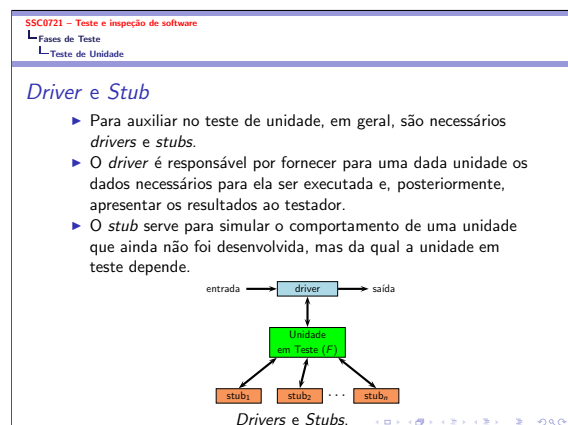 SSC0721 – Teste e inspeção de software
Fases de Teste
Teste de Unidade
Driver e Stub
Para auxiliar no teste de unidade, em geral, são necessários
drivers e stubs.
O driver é responsável por fornecer para uma dada unidade os
dados necessários para ela ser executada e, posteriormente,
apresentar os resultados ao testador.
O stub serve para simular o comportamento de uma unidade
que ainda não foi desenvolvida, mas da qual a unidade em
teste depende.
entrada driver saída
Unidade
em Teste (F)
stub₁ stub₂ · · · stubₙ
Drivers e Stubs.